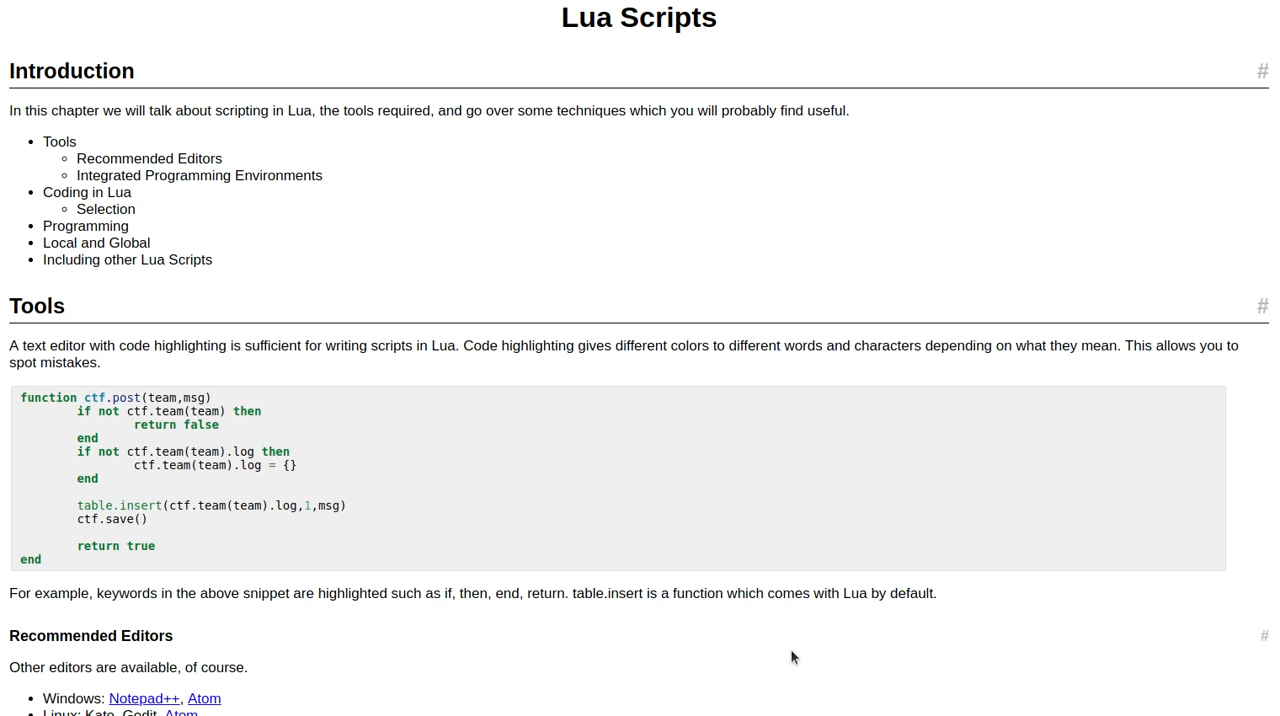 Lua Scripts
Introduction #
In this chapter we will talk about scripting in Lua, the tools required, and go over some techniques which you will probably find useful.
• Tools
◦ Recommended Editors
◦ Integrated Programming Environments
• Coding in Lua
◦ Selection
• Programming
• Local and Global
• Including other Lua Scripts
Tools #
A text editor with code highlighting is sufficient for writing scripts in Lua. Code highlighting gives different colors to different words and characters depending on what they mean. This allows you to
spot mistakes.
function ctf.post(team,msg)
        if not ctf.team(team) then
                return false
        end
        if not ctf.team(team).log then
                ctf.team(team).log = {}
        end
        table.insert(ctf.team(team).log,1,msg)
        ctf.save()
        return true
end
For example, keywords in the above snippet are highlighted such as if, then, end, return. table.insert is a function which comes with Lua by default.
Recommended Editors #
Other editors are available, of course.
• Windows: Notepad++, Atom
• Linux: Kate, Gedit, Atom